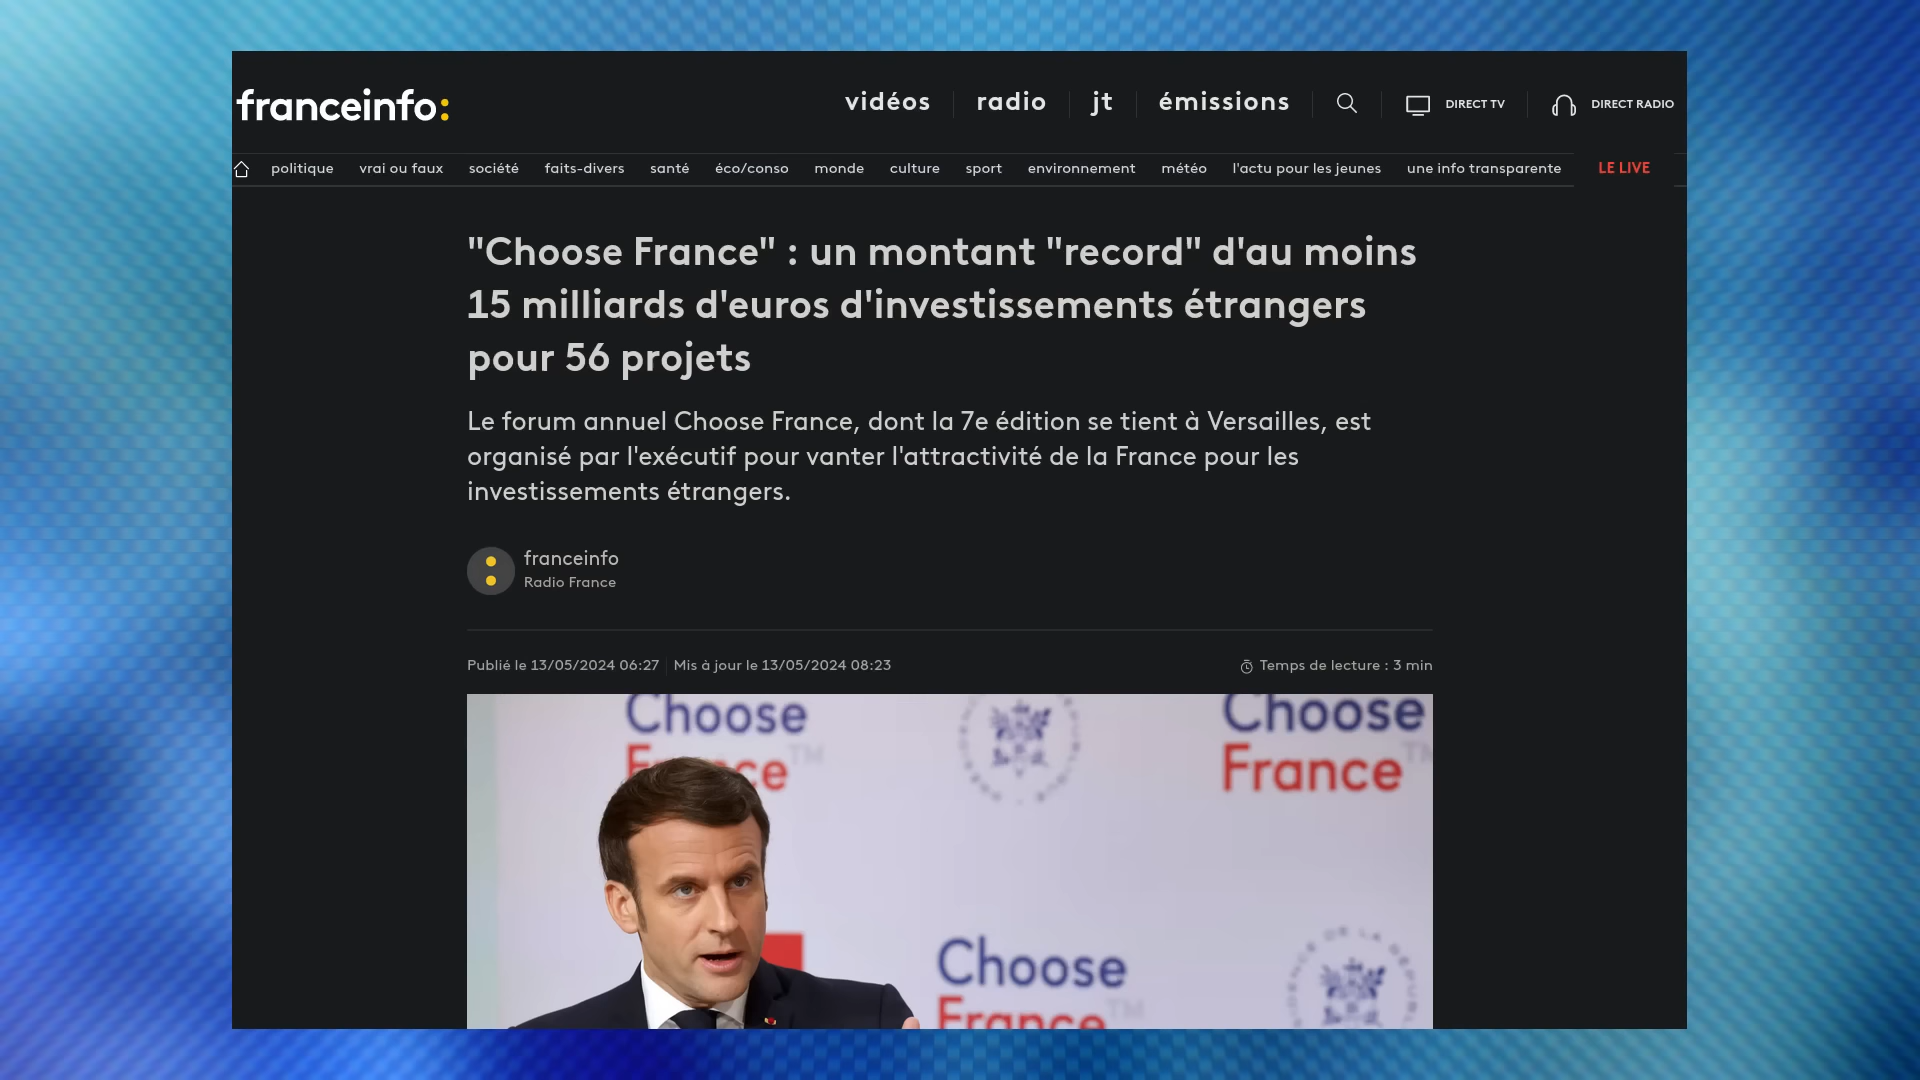 franceinfo:
vidéos radio jt émissions DIRECT TV DIRECT RADIO
politique vrai ou faux société faits-divers santé éco/conso monde culture sport environnement météo l'actu pour les jeunes une info transparente LE LIVE
"Choose France" : un montant "record" d'au moins
15 milliards d'euros d'investissements étrangers
pour 56 projets
Le forum annuel Choose France, dont la 7e édition se tient à Versailles, est
organisé par l'exécutif pour vanter l'attractivité de la France pour les
investissements étrangers.
franceinfo
Radio France
Publié le 13/05/2024 06:27 Mis à jour le 13/05/2024 08:23 Temps de lecture : 3 min
Choose Choose
France™ France™
Choose
France™